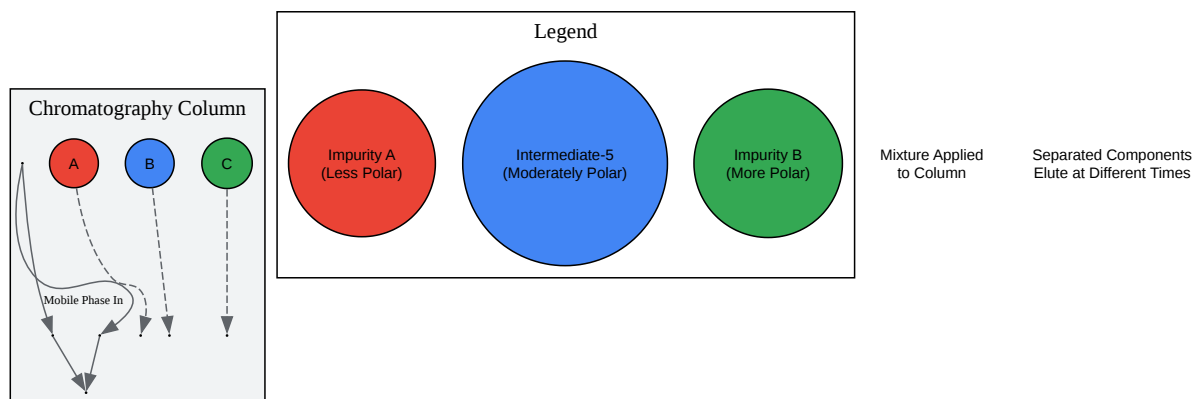 Legend
Chromatography Column
A
B
C
Impurity A
(Less Polar)
Intermediate-5
(Moderately Polar)
Impurity B
(More Polar)
Mixture Applied
to Column
Separated Components
Elute at Different Times
Mobile Phase In